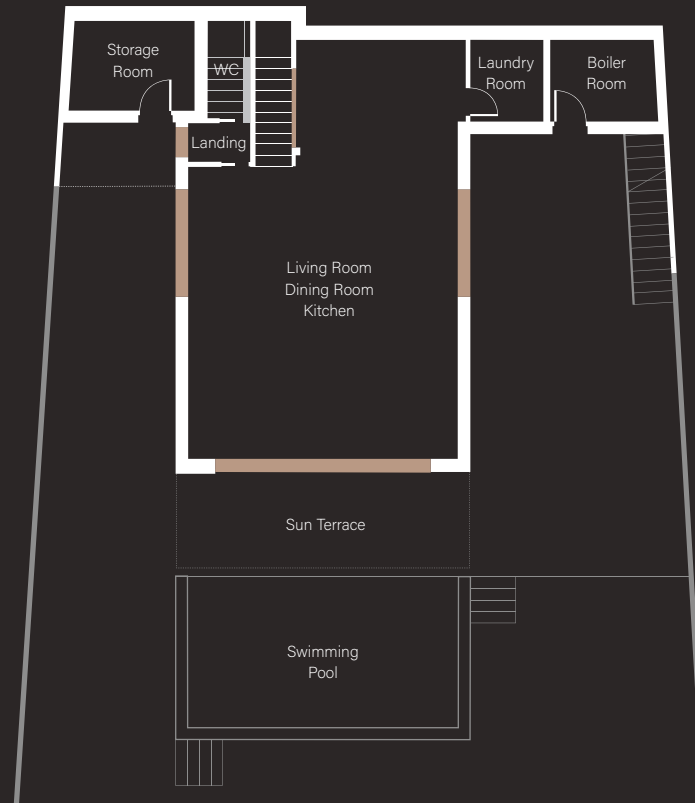 Storage
Room
WC
Laundry
Room
Boiler
Room
Landing
Living Room
Dining Room
Kitchen
Sun Terrace
Swimming
Pool